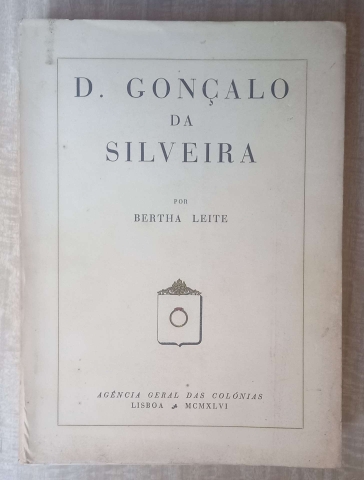 D. GONÇALO
DA
SILVEIRA
POR
BERTHA LEITE
AGÊNCIA GERAL DAS COLÓNIAS
LISBOA MCMXLVI